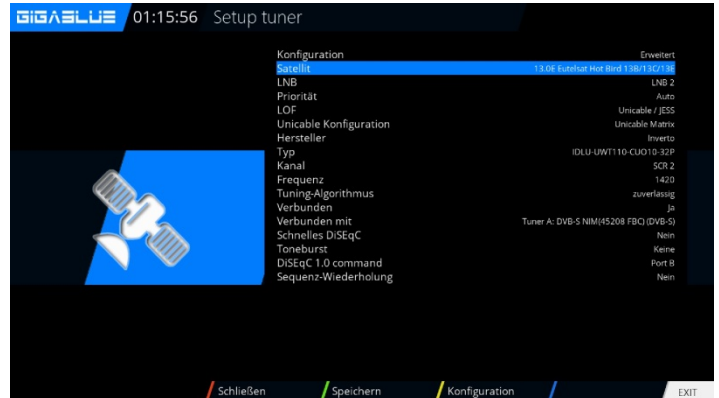 GIGABLUE 01:15:56 Setup tuner
Konfiguration Erweitert
Satellit 13.0E Eutelsat Hot Bird 13B/13C/13E
LNB LNB 2
Priorität Auto
LOF Unicable / JESS
Unicable Konfiguration Unicable Matrix
Hersteller Inverto
Typ IDLU-UWT110-CUO10-32P
Kanal SCR 2
Frequenz 1420
Tuning-Algorithmus zuverlässig
Verbunden Ja
Verbunden mit Tuner A: DVB-S NIM(45208 FBC) (DVB-S)
Schnelles DiSEqC Nein
Toneburst Keine
DiSEqC 1.0 command Port B
Sequenz-Wiederholung Nein
Schließen Speichern Konfiguration EXIT